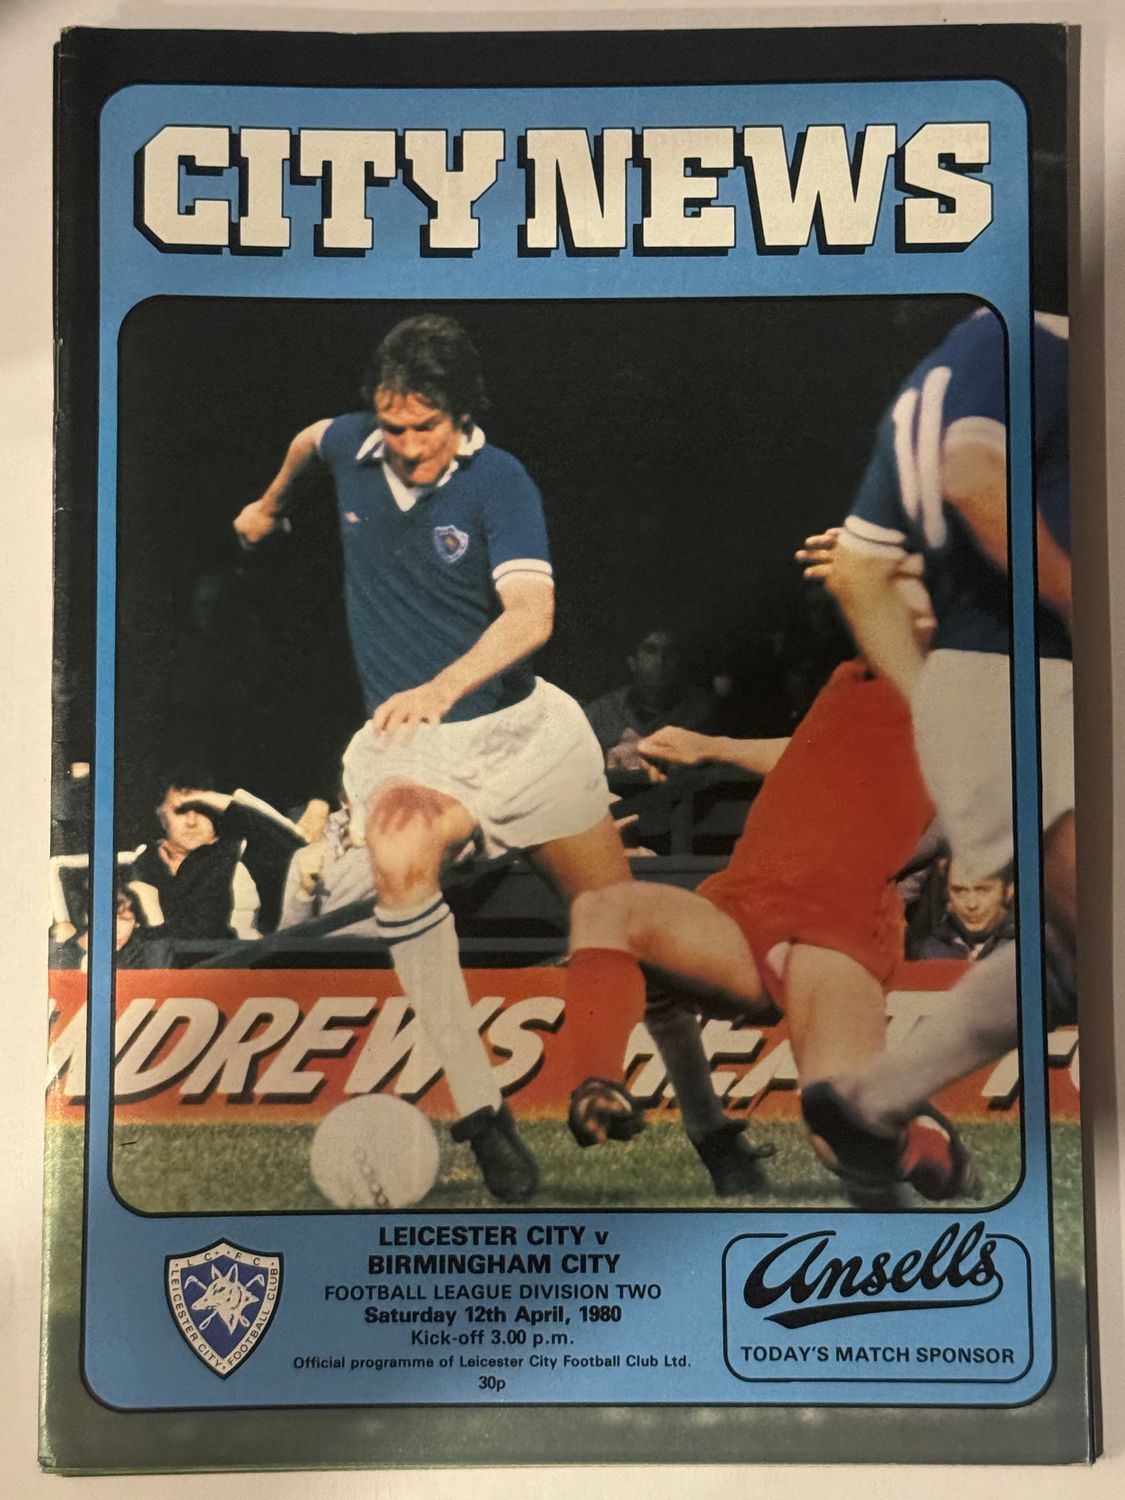 CITY NEWS
NDREWS
LEICESTER CITY v
BIRMINGHAM CITY
FOOTBALL LEAGUE DIVISION TWO
Saturday 12th April, 1980
Kick-off 3.00 p.m.
Official programme of Leicester City Football Club Ltd.
30p
L C F C
LEICESTER CITY FOOTBALL CLUB
Ansells
TODAY'S MATCH SPONSOR